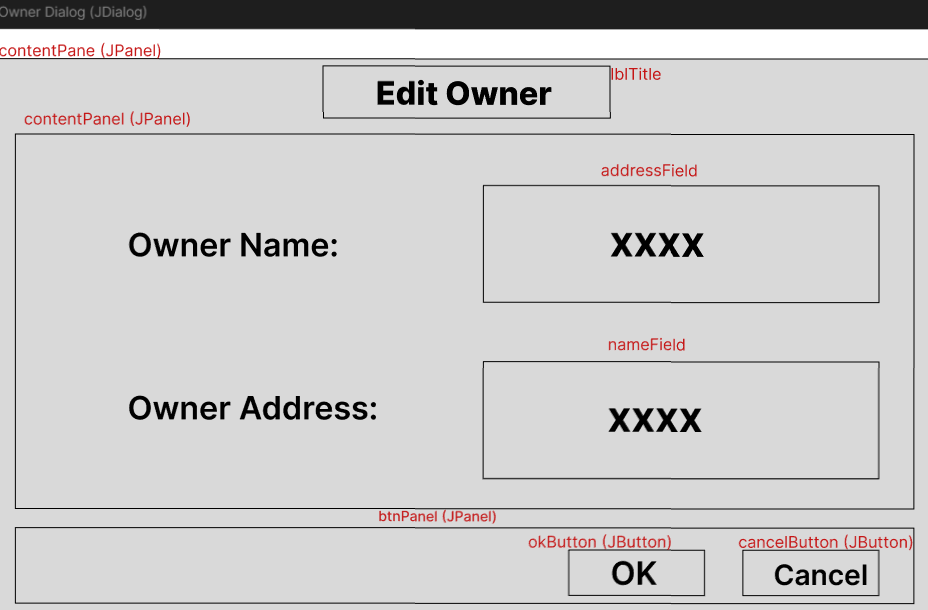 Owner Dialog (JDialog)
contentPane (JPanel)
Edit Owner
lblTitle
contentPanel (JPanel)
addressField
Owner Name:
XXXX
nameField
Owner Address:
XXXX
btnPanel (JPanel)
okButton (JButton)
cancelButton (JButton)
OK
Cancel